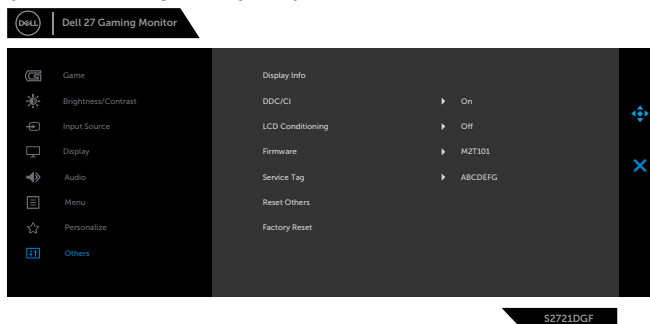 DELL
Dell 27 Gaming Monitor
Game
Brightness/Contrast
Input Source
Display
Audio
Menu
Personalize
Others
Display Info
DDC/CI On
LCD Conditioning Off
Firmware M2T101
Service Tag ABCDEFG
Reset Others
Factory Reset
S2721DGF